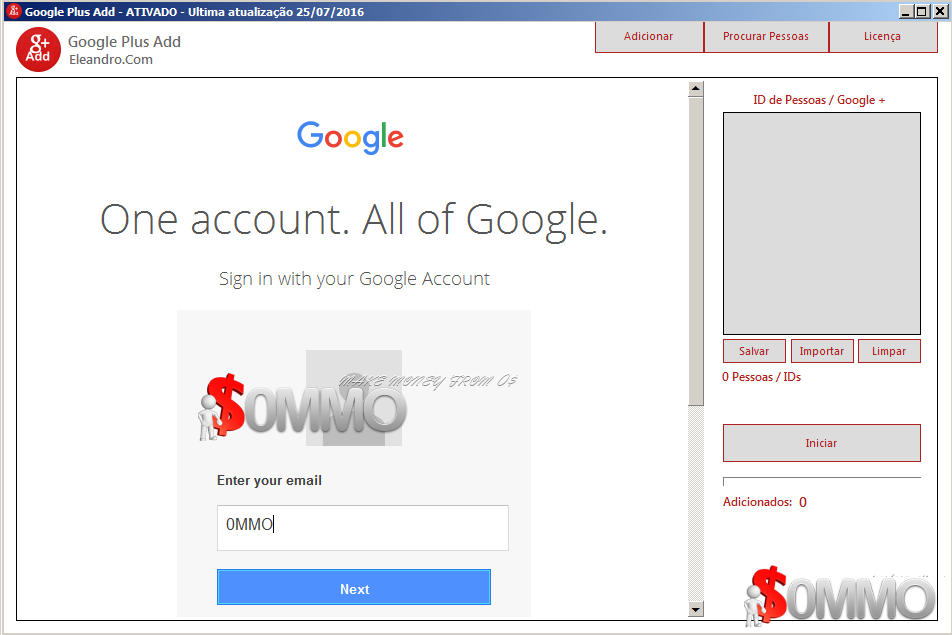 Google Plus Add - ATIVADO - Ultima atualização 25/07/2016
g+
Add
Google Plus Add
Eleandro.Com
Adicionar
Procurar Pessoas
Licença
Google
One account. All of Google.
Sign in with your Google Account
MAKE MONEY FROM 0$
$0MMO
Enter your email
0MMO
Next
ID de Pessoas / Google +
Salvar
Importar
Limpar
0 Pessoas / IDs
Iniciar
Adicionados: 0
$0MMO